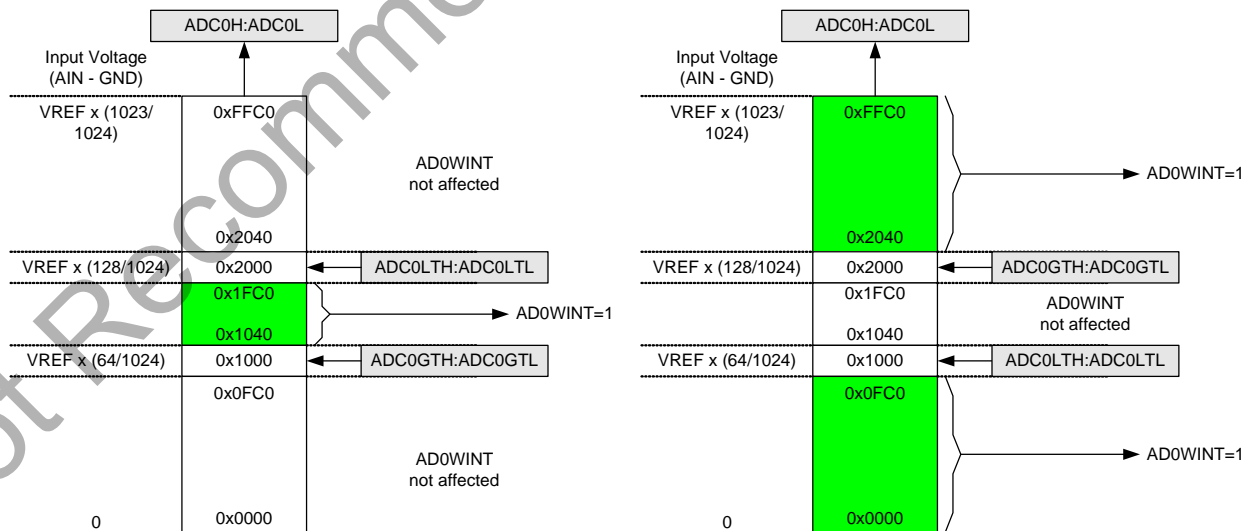 ADC0H:ADC0L
Input Voltage
(AIN - GND)
VREF x (1023/
1024)
0xFFC0
AD0WINT
not affected
0x2040
VREF x (128/1024)
0x2000
ADC0LTH:ADC0LTL
0x1FC0
AD0WINT=1
0x1040
VREF x (64/1024)
0x1000
ADC0GTH:ADC0GTL
0x0FC0
AD0WINT
not affected
0
0x0000
ADC0H:ADC0L
Input Voltage
(AIN - GND)
VREF x (1023/
1024)
0xFFC0
AD0WINT=1
0x2040
VREF x (128/1024)
0x2000
ADC0GTH:ADC0GTL
0x1FC0
AD0WINT
not affected
0x1040
VREF x (64/1024)
0x1000
ADC0LTH:ADC0LTL
0x0FC0
AD0WINT=1
0
0x0000